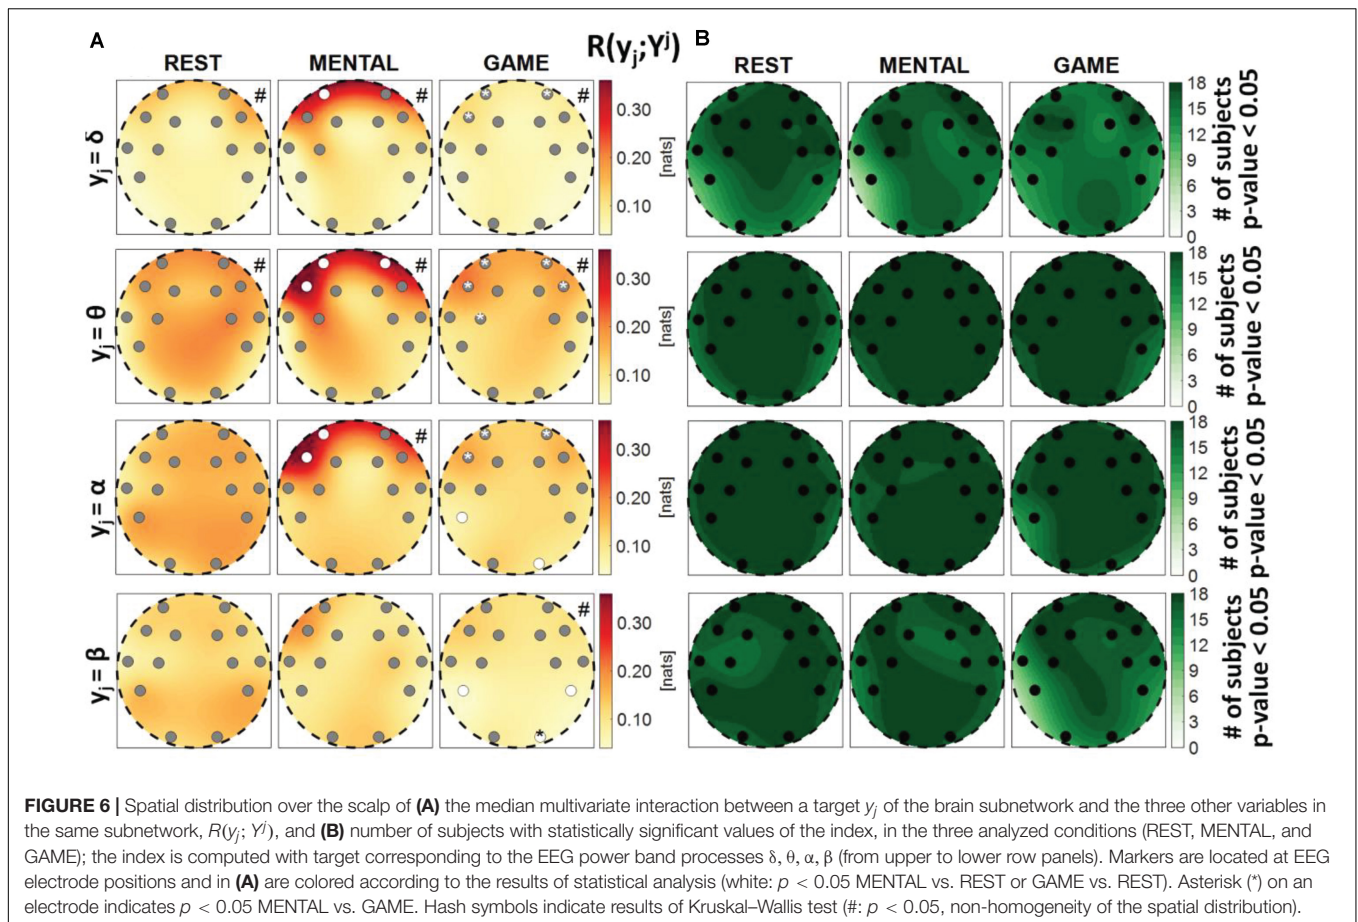 A
R(yj;Yj)
B
REST MENTAL GAME
REST MENTAL GAME
yj = δ
# # 
* * *
0.30
0.20
0.10
[nats]
18
15
12
9
6
3
0
# of subjects
p-value < 0.05
yj = θ
# #
* * * * *
0.30
0.20
0.10
[nats]
18
15
12
9
6
3
0
# of subjects
p-value < 0.05
yj = α
#
* * *
0.30
0.20
0.10
[nats]
18
15
12
9
6
3
0
# of subjects
p-value < 0.05
yj = β
#
*
0.30
0.20
0.10
[nats]
18
15
12
9
6
3
0
# of subjects
p-value < 0.05
FIGURE 6 | Spatial distribution over the scalp of (A) the median multivariate interaction between a target yj of the brain subnetwork and the three other variables in
the same subnetwork, R(yj; Yj), and (B) number of subjects with statistically significant values of the index, in the three analyzed conditions (REST, MENTAL, and
GAME); the index is computed with target corresponding to the EEG power band processes δ, θ, α, β (from upper to lower row panels). Markers are located at EEG
electrode positions and in (A) are colored according to the results of statistical analysis (white: p < 0.05 MENTAL vs. REST or GAME vs. REST). Asterisk (*) on an
electrode indicates p < 0.05 MENTAL vs. GAME. Hash symbols indicate results of Kruskal–Wallis test (#: p < 0.05, non-homogeneity of the spatial distribution).